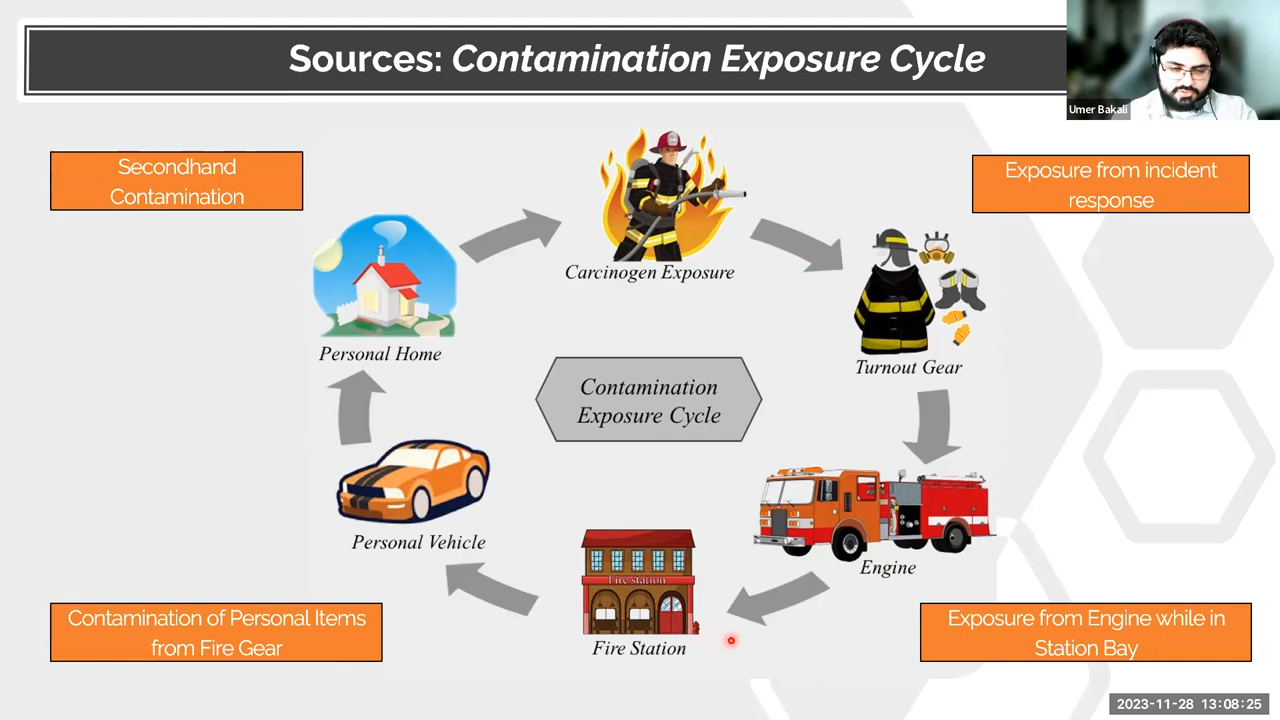 Sources: Contamination Exposure Cycle
Umer Bakali
Secondhand
Contamination
Exposure from incident
response
Carcinogen Exposure
Personal Home
Turnout Gear
Contamination
Exposure Cycle
Personal Vehicle
Engine
Fire station
Fire Station
Contamination of Personal Items
from Fire Gear
Exposure from Engine while in
Station Bay
2023-11-28 13:08:25